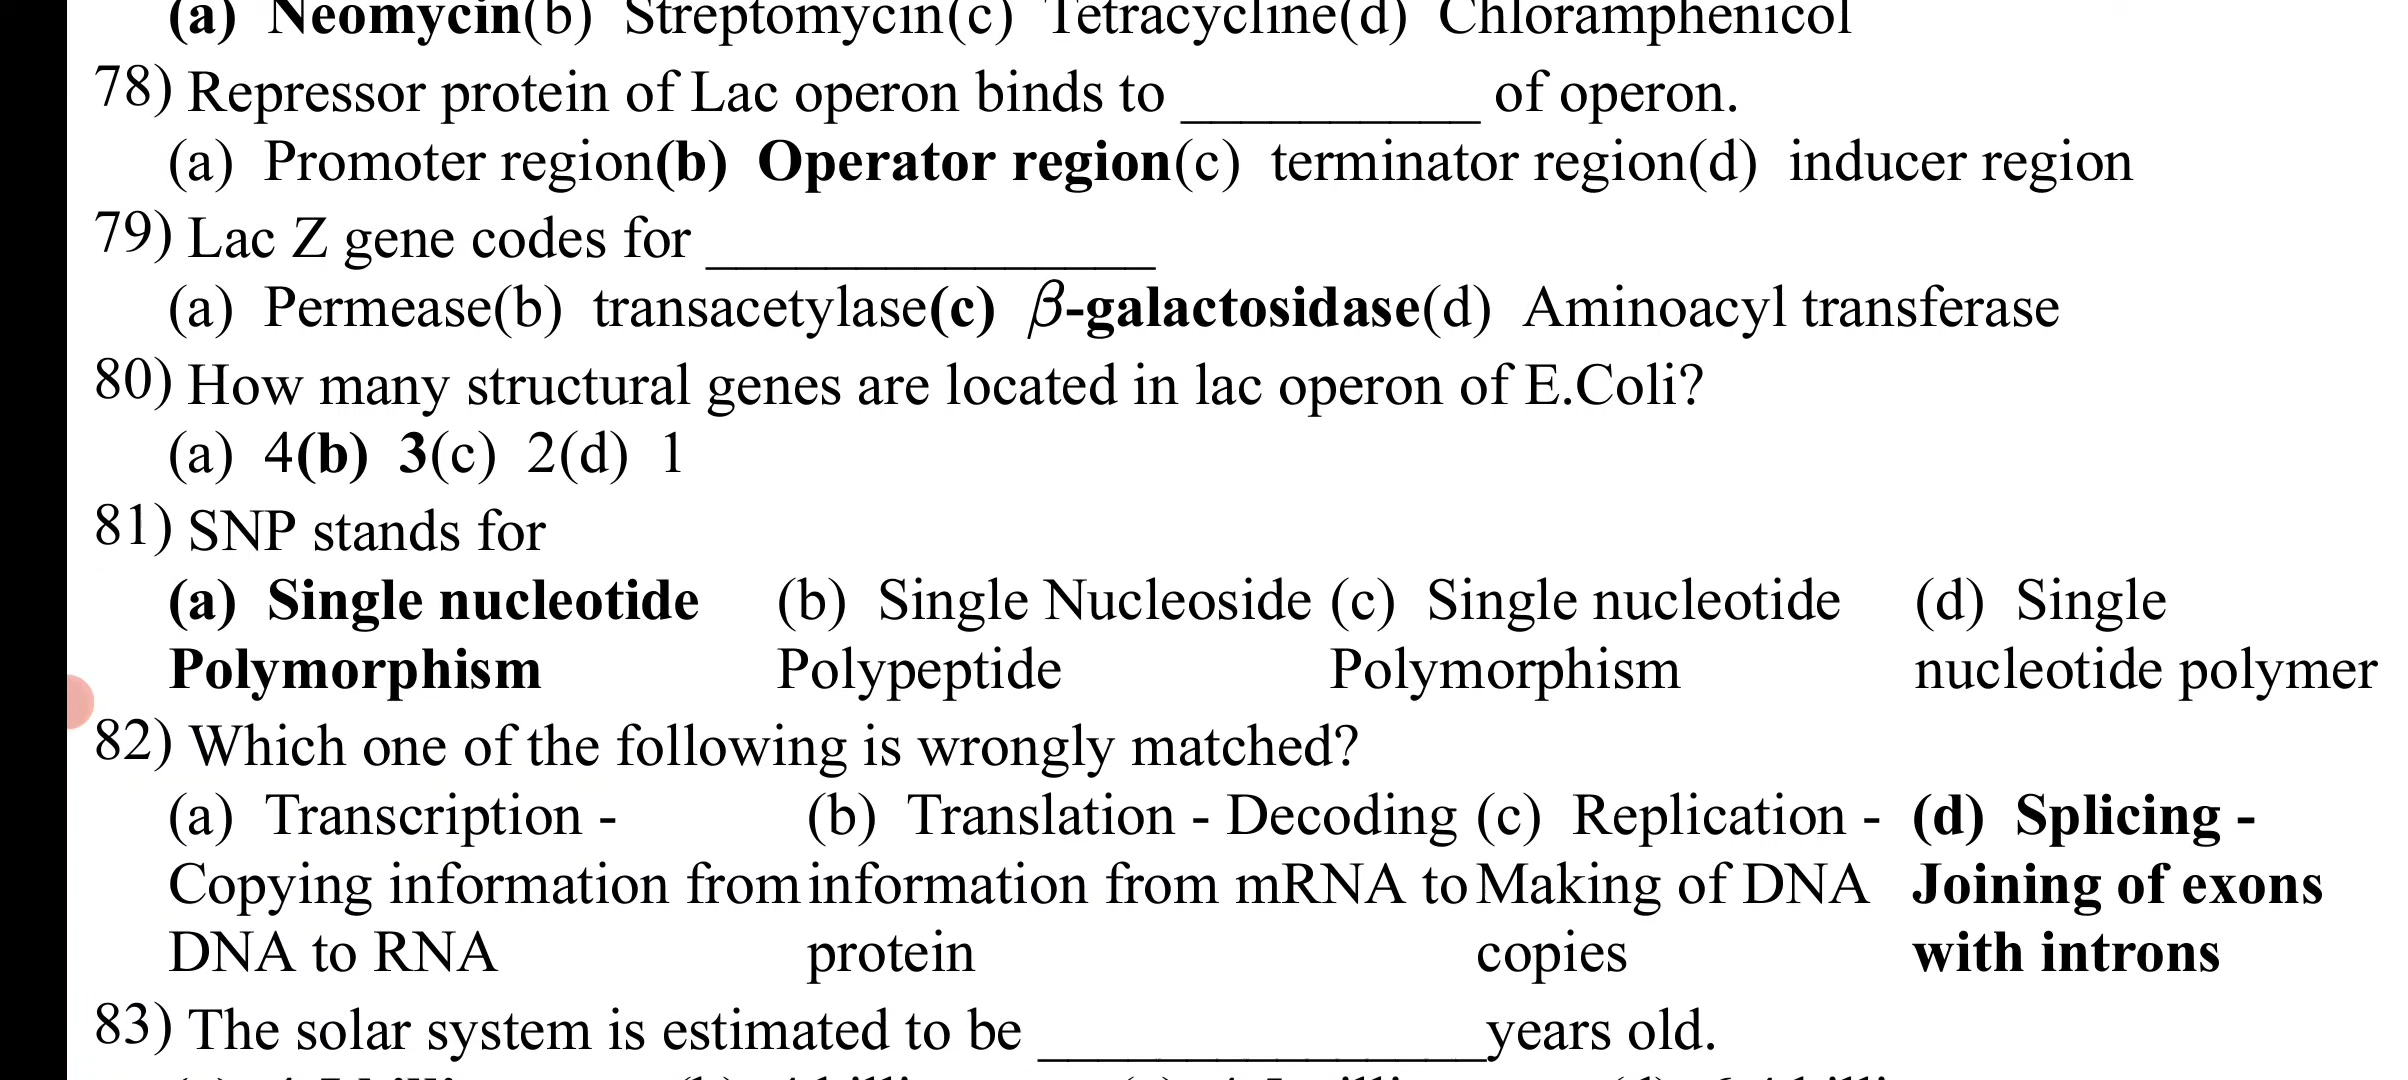 (a) Neomycin(b) Streptomycin(c) Tetracycline(d) Chloramphenicol
78) Repressor protein of Lac operon binds to __________ of operon.
(a) Promoter region(b) Operator region(c) terminator region(d) inducer region
79) Lac Z gene codes for _______________
(a) Permease(b) transacetylase(c) β-galactosidase(d) Aminoacyl transferase
80) How many structural genes are located in lac operon of E.Coli?
(a) 4(b) 3(c) 2(d) 1
81) SNP stands for
(a) Single nucleotide (b) Single Nucleoside (c) Single nucleotide (d) Single
Polymorphism Polypeptide Polymorphism nucleotide polymer
82) Which one of the following is wrongly matched?
(a) Transcription - (b) Translation - Decoding (c) Replication - (d) Splicing -
Copying information from information from mRNA to Making of DNA Joining of exons
DNA to RNA protein copies with introns
83) The solar system is estimated to be _______________years old.